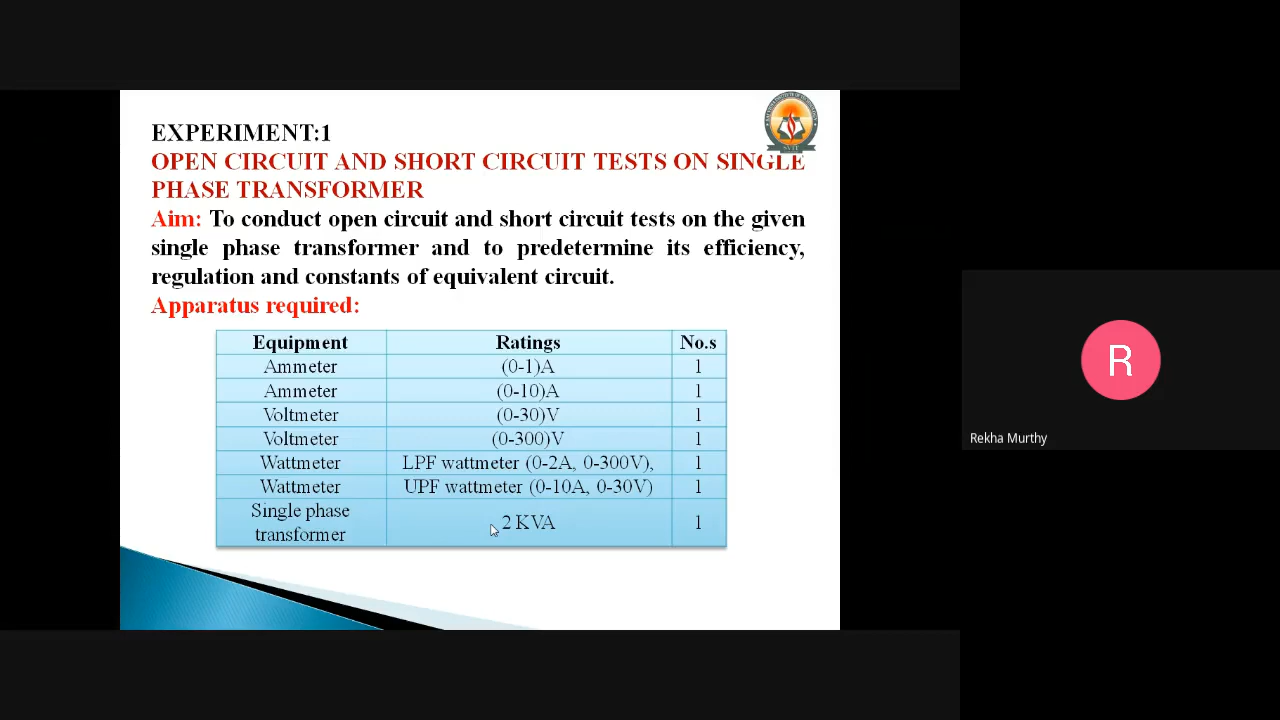 EXPERIMENT:1
OPEN CIRCUIT AND SHORT CIRCUIT TESTS ON SINGLE
PHASE TRANSFORMER
Aim: To conduct open circuit and short circuit tests on the given
single phase transformer and to predetermine its efficiency,
regulation and constants of equivalent circuit.
Apparatus required:
Equipment Ratings No.s
Ammeter (0-1)A 1
Ammeter (0-10)A 1
Voltmeter (0-30)V 1
Voltmeter (0-300)V 1
Wattmeter LPF wattmeter (0-2A, 0-300V), 1
Wattmeter UPF wattmeter (0-10A, 0-30V) 1
Single phase
transformer 2 KVA 1
SVIT
R
Rekha Murthy